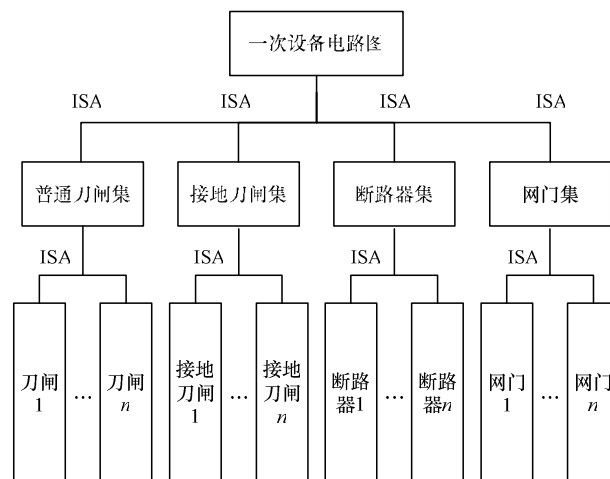 一次设备电路图
ISA ISA ISA ISA
普通刀闸集 接地刀闸集 断路器集 网门集
ISA ISA ISA ISA
刀闸
1
…
刀闸
n
接地
刀闸
1
…
接地
刀闸
n
断路
器1
…
断路
器n
网门
1
…
网门
n